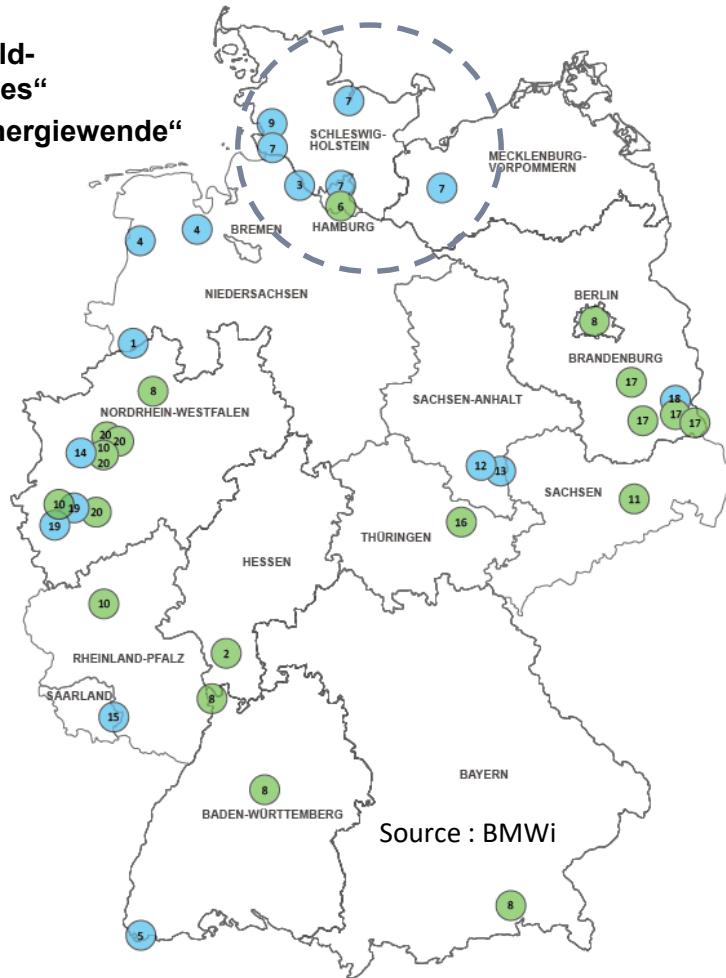 ld-
es“
nergiewende“
7
9
SCHLESWIG-
HOLSTEIN
7
MECKLENBURG-
VORPOMMERN
3
7
7
6
HAMBURG
4
4
BREMEN
NIEDERSACHSEN
BERLIN
8
1
BRANDENBURG
8
17
NORDRHEIN-WESTFALEN
SACHSEN-ANHALT
18
17
17
17
20
20
10
20
14
12
13
SACHSEN
11
10
19
20
19
16
THÜRINGEN
HESSEN
10
2
RHEINLAND-PFALZ
SAARLAND
8
15
BAYERN
8
BADEN-WÜRTTEMBERG
Source : BMWi
8
5